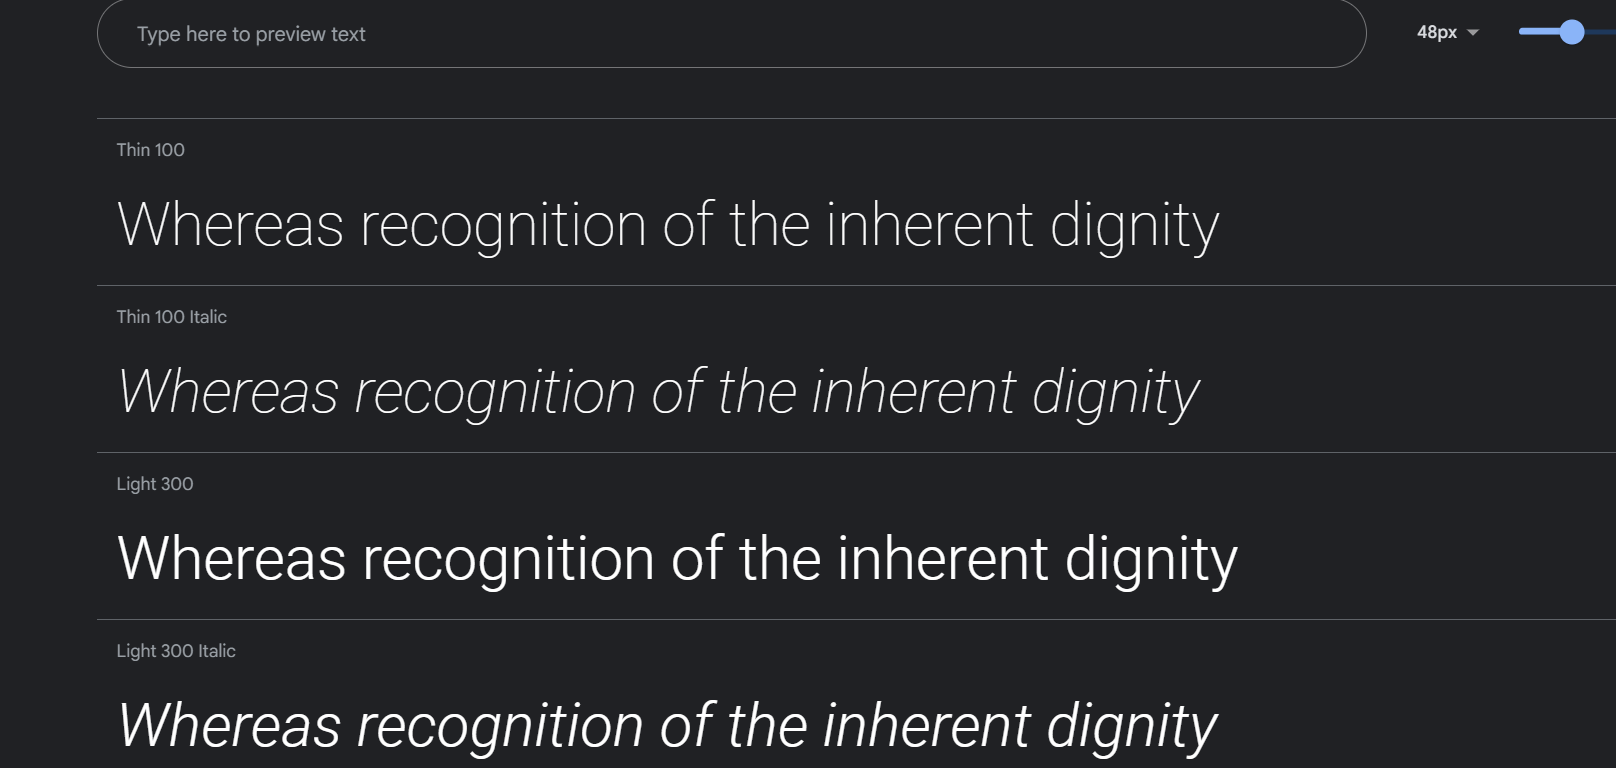 Type here to preview text
48px
Thin 100
Whereas recognition of the inherent dignity
Thin 100 Italic
Whereas recognition of the inherent dignity
Light 300
Whereas recognition of the inherent dignity
Light 300 Italic
Whereas recognition of the inherent dignity